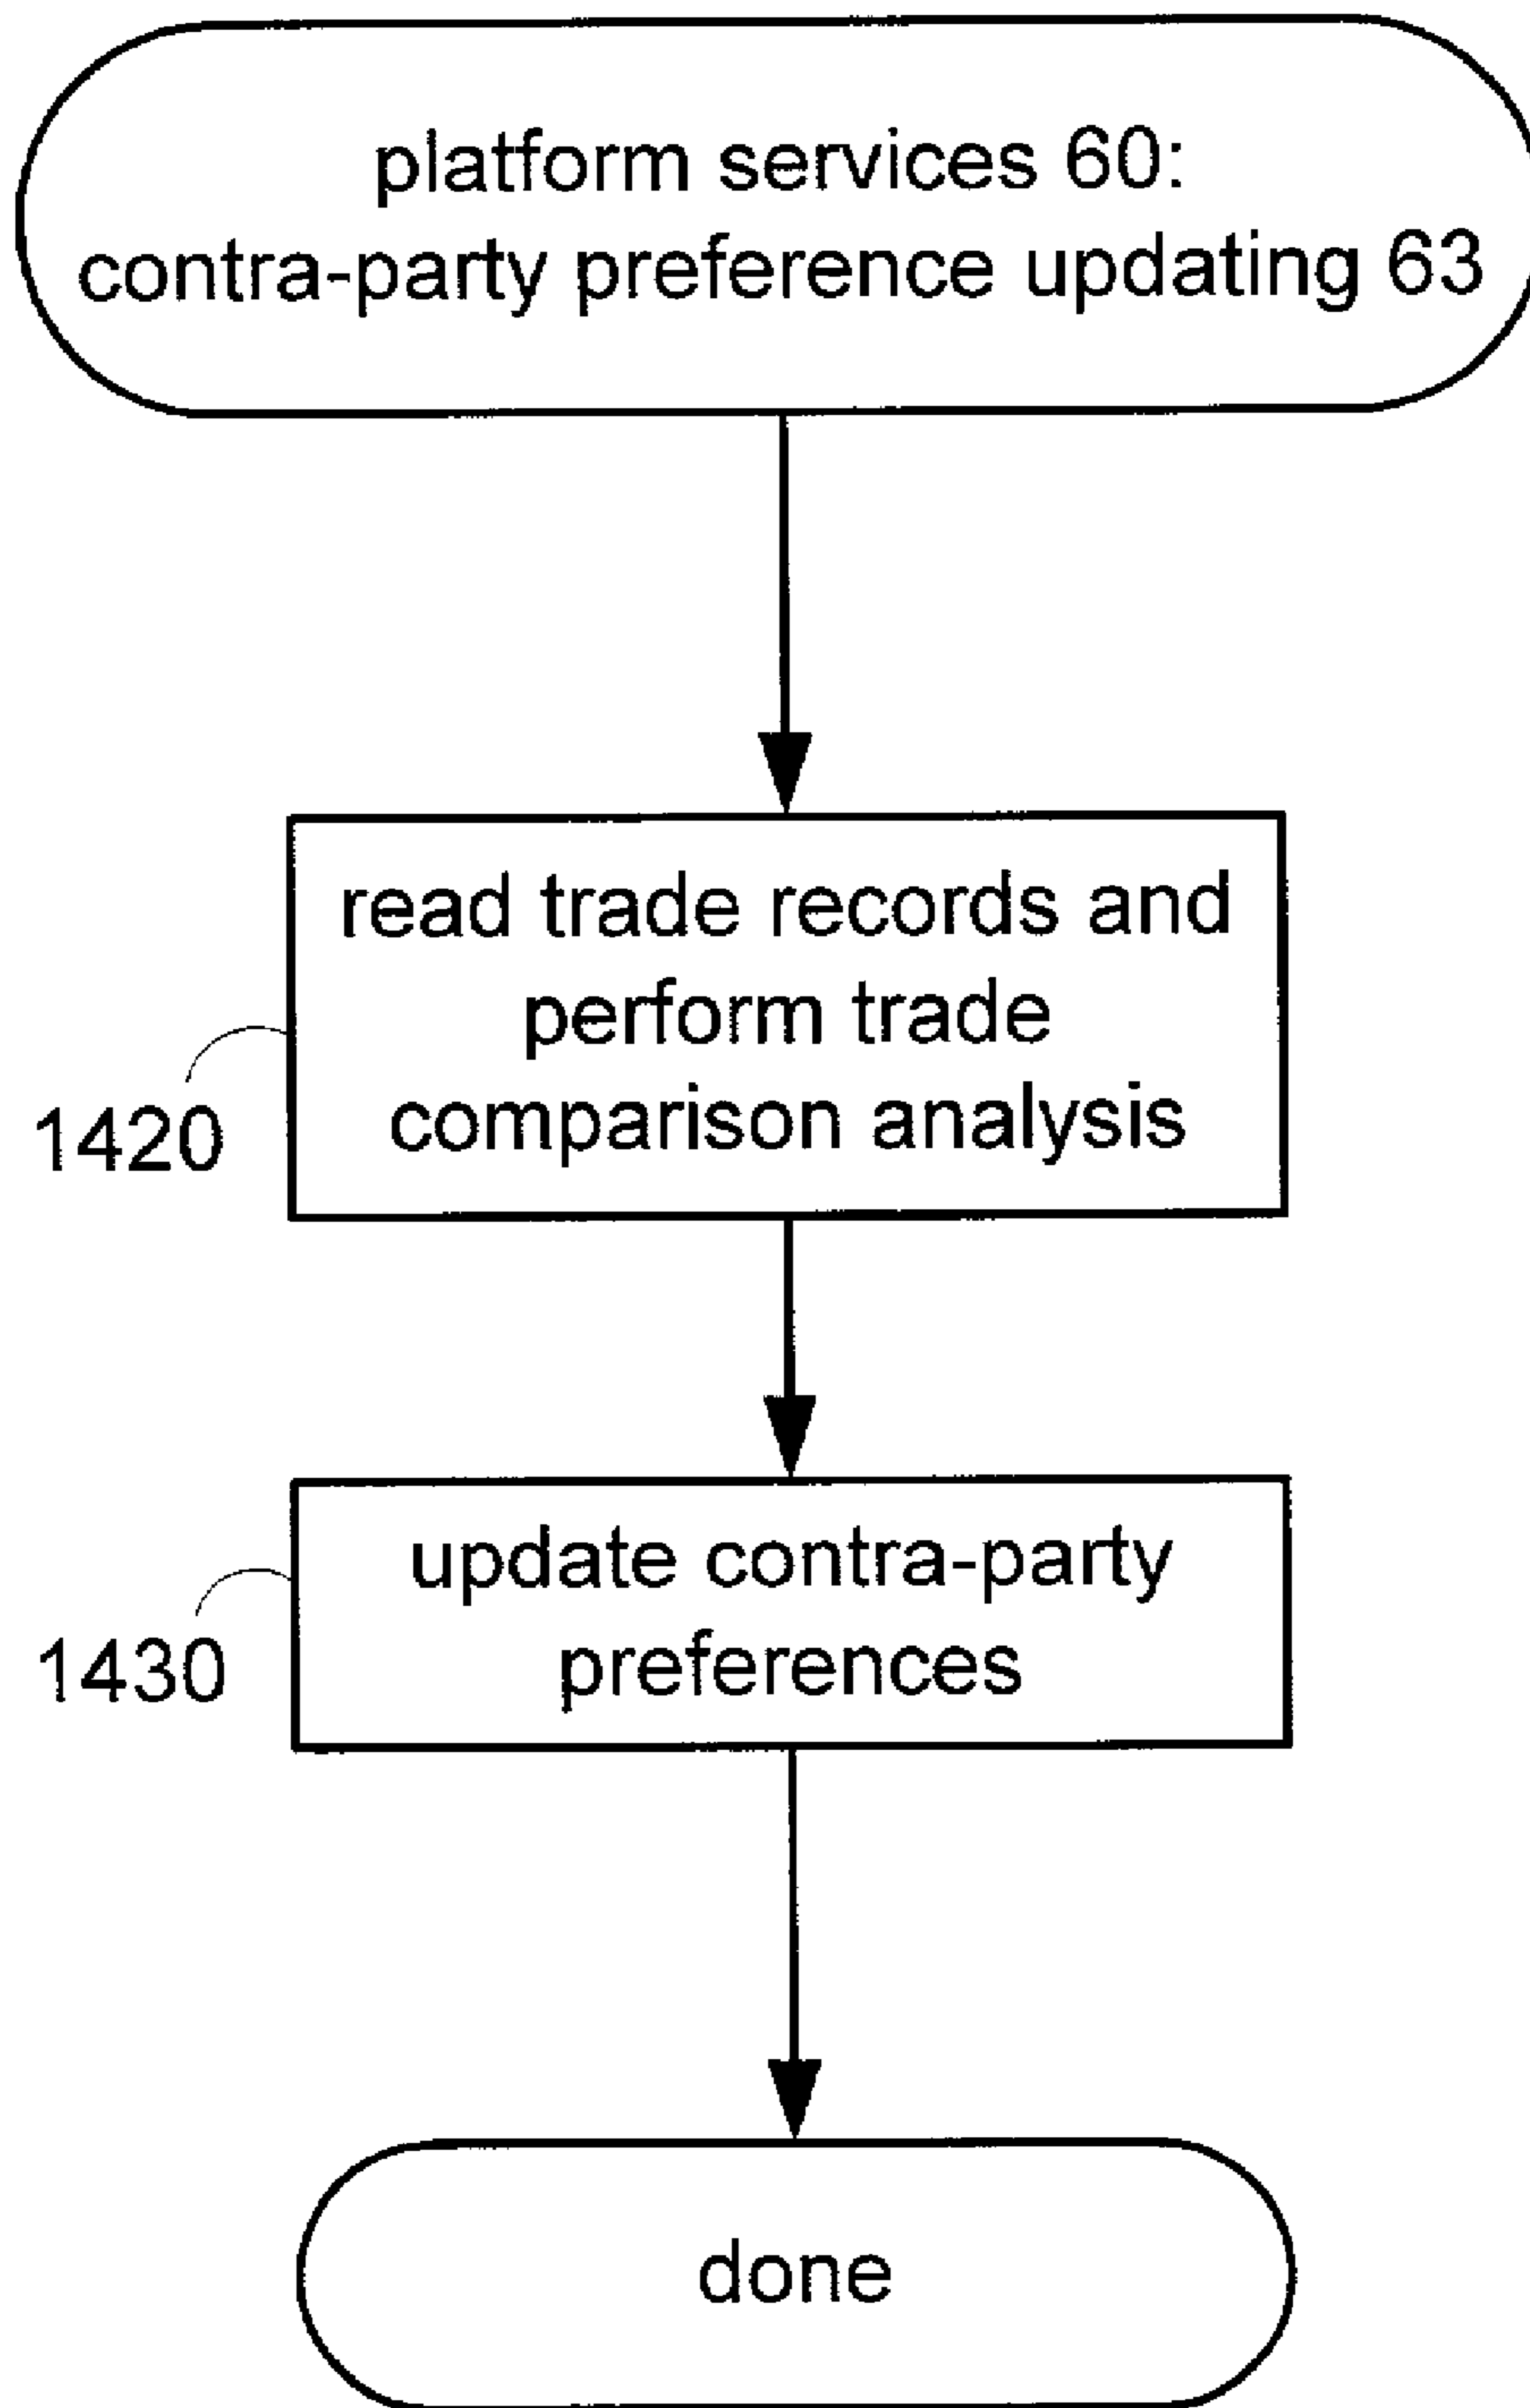 platform services 60:
contra-party preference updating 63
read trade records and
perform trade
comparison analysis
1420
update contra-party
preferences
1430
done